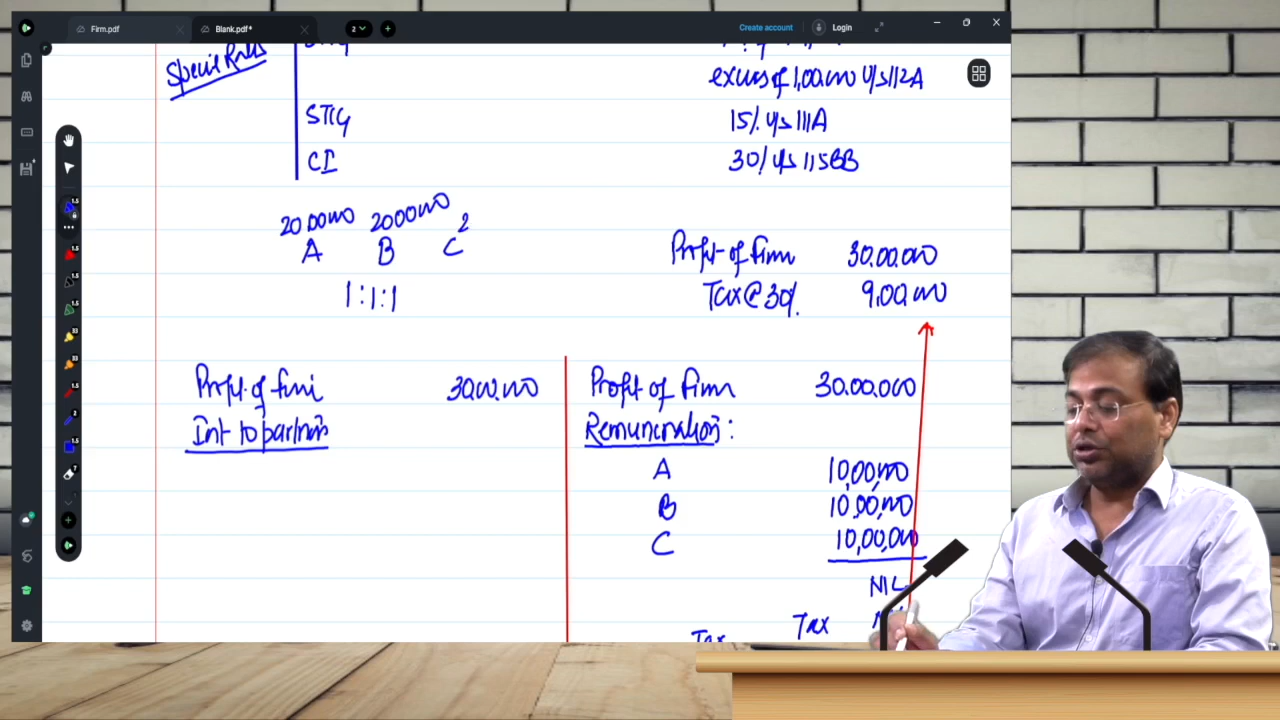 Firm.pdf
Blank.pdf*
2
Create account
Login
Special Rates
excess of 1,00,000 u/s 112A
STCG
15% u/s 111A
CI
30% u/s 115BB
2000000 2000000 2
A B C
1:1:1
Profit of Firm 30,00,000
Tax @ 30% 9,00,000
Profit of firm 30,00,000
Int to partners
Profit of Firm 30,00,000
Remuneration :
A 10,00,000
B 10,00,000
C 10,00,000
NIL
Tax
Tax